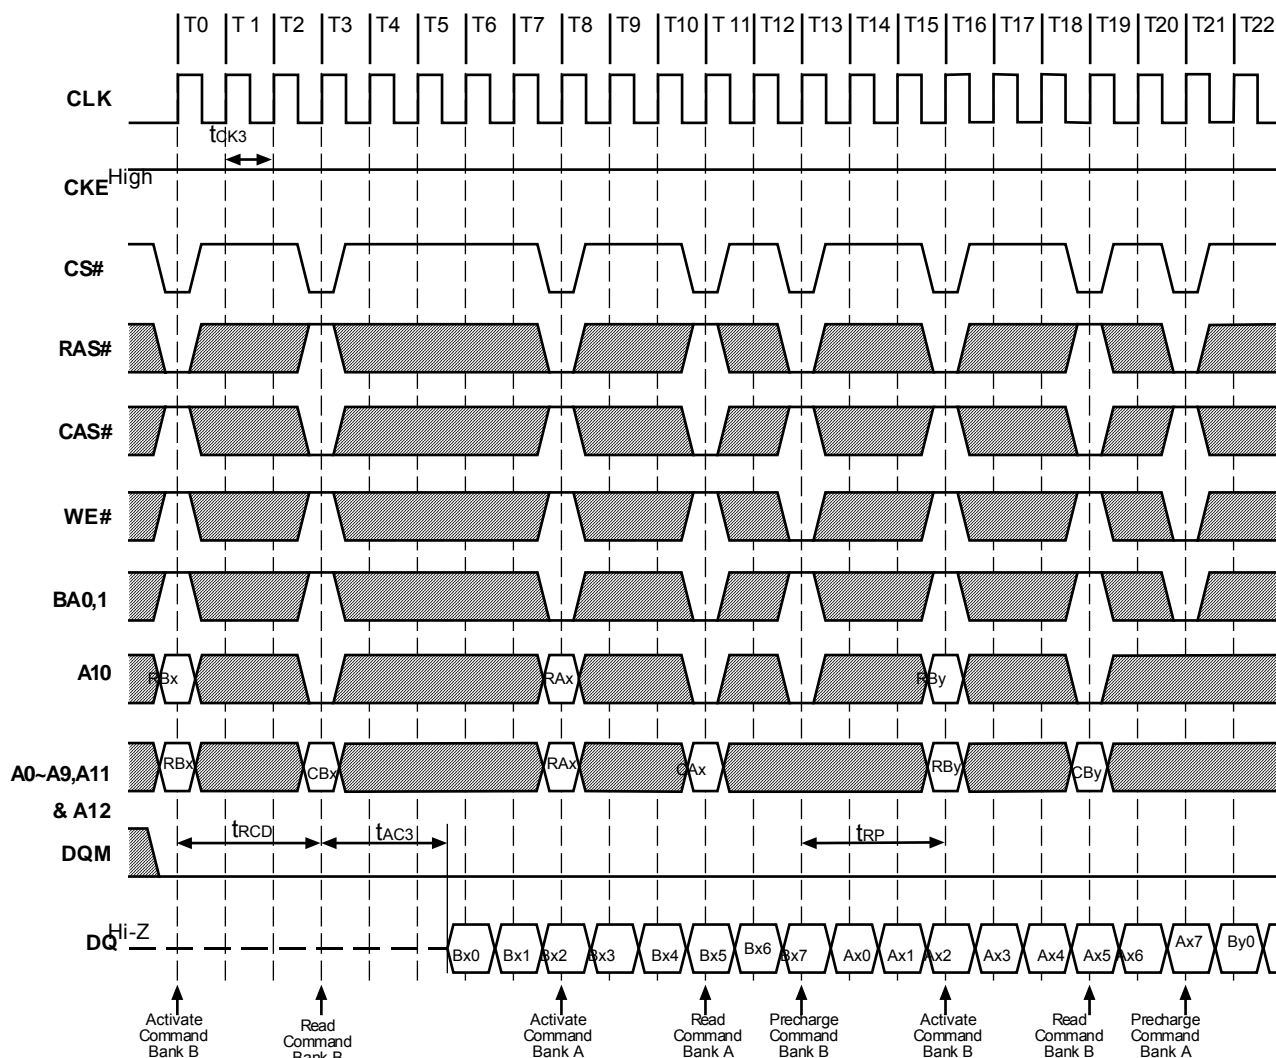 T0 T 1 T2 T3 T4 T5 T6 T7 T8 T9 T10 T 11 T12 T13 T14 T15 T16 T17 T18 T19 T20 T21 T22
CLK
tCK3
High
CKE
CS#
RAS#
CAS#
WE#
BA0,1
A10
RBx RAx RBy
A0~A9,A11
& A12
RBx CBx RAx CAx RBy CBy
tRCD tAC3 tRP
DQM
Hi-Z
DQ
Bx0 Bx1 Bx2 Bx3 Bx4 Bx5 Bx6 Bx7 Ax0 Ax1 Ax2 Ax3 Ax4 Ax5 Ax6 Ax7 By0
Activate
Command
Bank B
Read
Command
Bank B
Activate
Command
Bank A
Read
Command
Bank A
Precharge
Command
Bank B
Activate
Command
Bank B
Read
Command
Bank B
Precharge
Command
Bank A